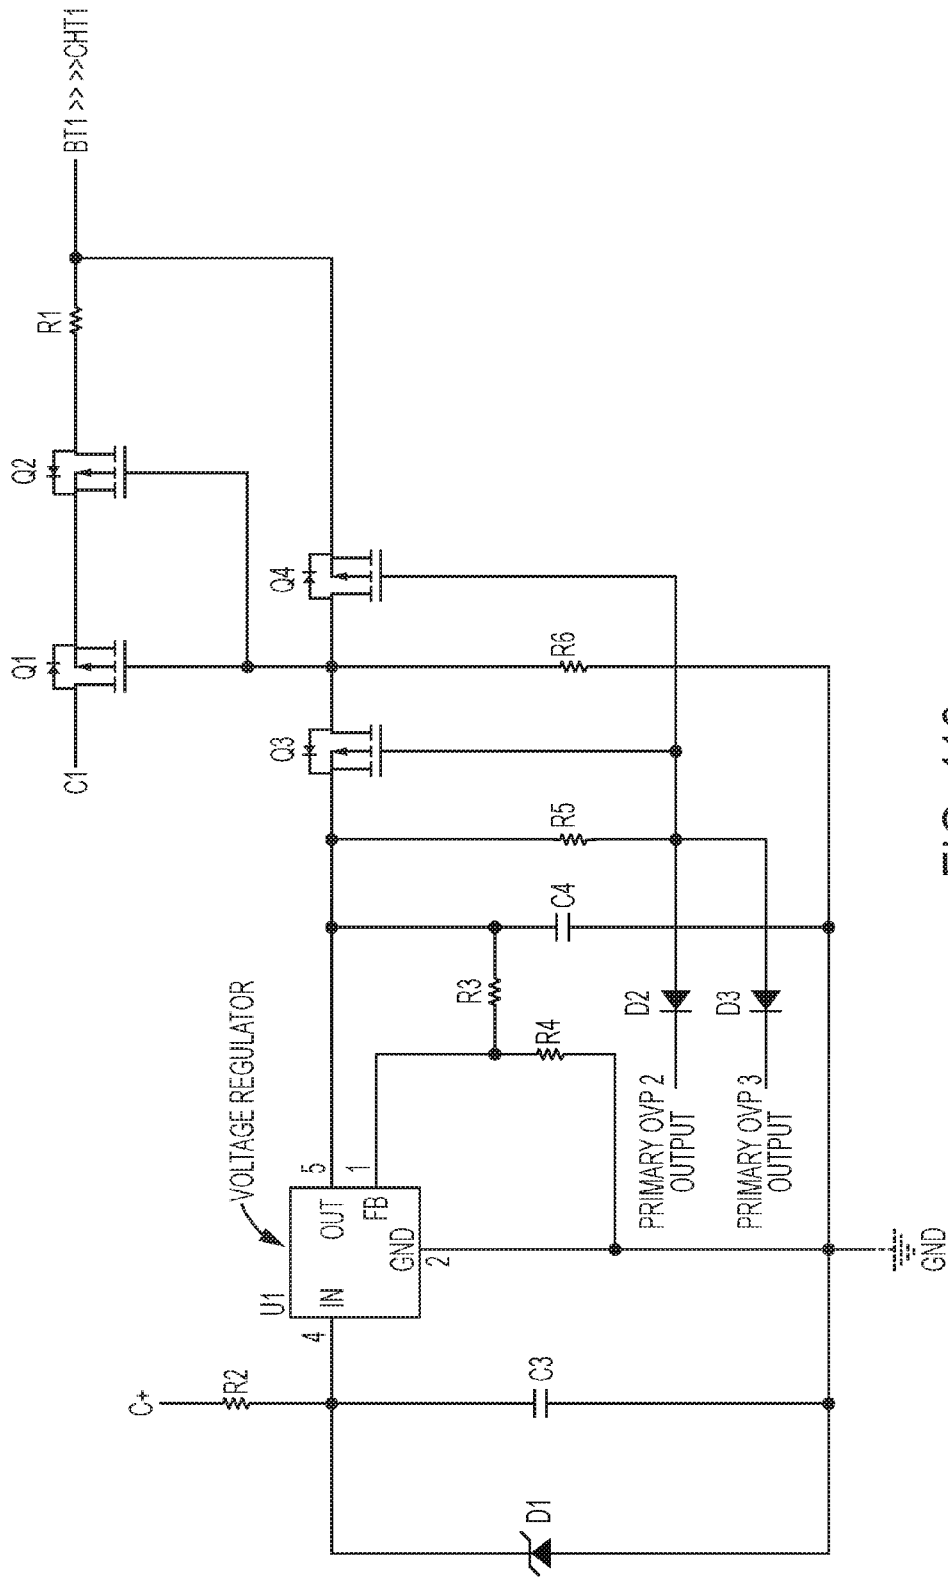 BT1 >> >>CHT1
R1
Q2
Q1
C1
Q4
Q3
R6
R5
C4
R3
R4
VOLTAGE REGULATOR
U1
IN
OUT
FB
GND
4
5
1
2
D2
D3
PRIMARY OVP 2
OUTPUT
PRIMARY OVP 3
OUTPUT
C+
R2
C3
D1
GND